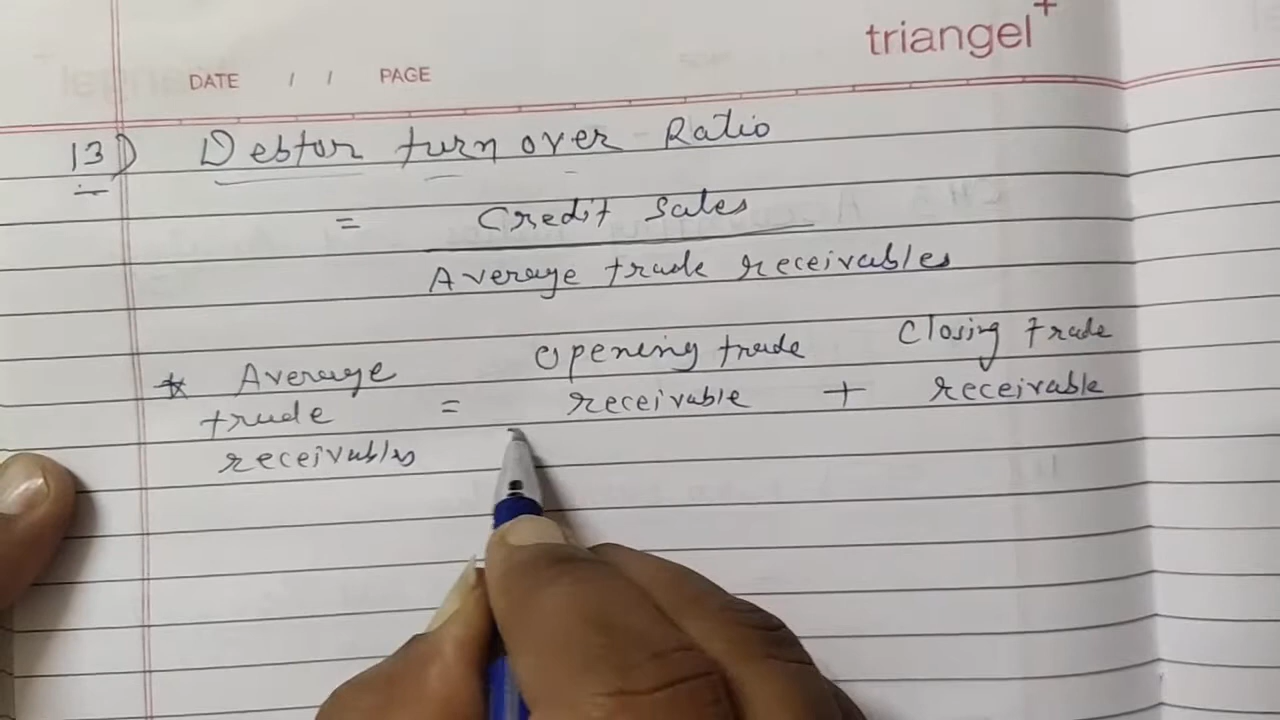 triangel+
DATE / / PAGE
13) Debtor turn over Ratio
= Credit Sales
Average trade receivables
* Average trade receivables = Opening trade receivable + Closing trade receivable